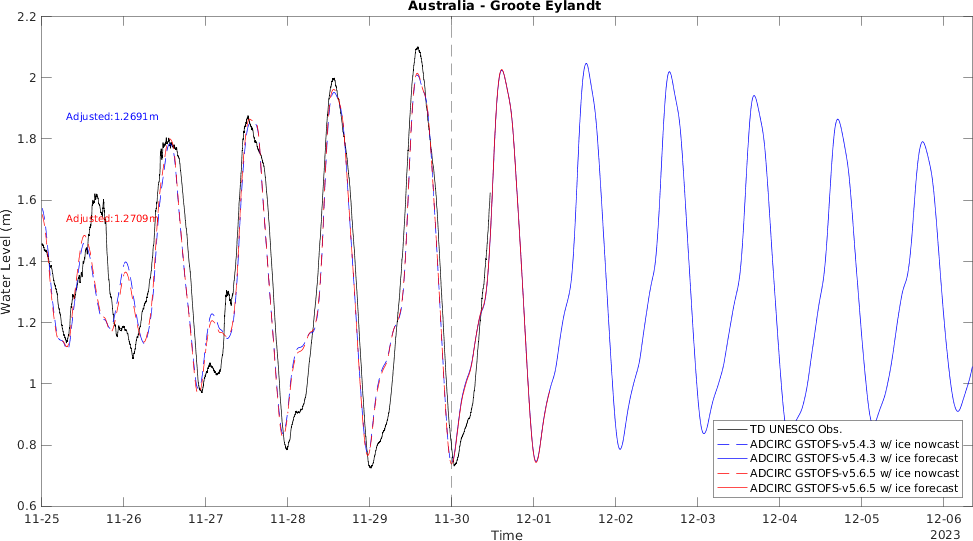 Australia - Groote Eylandt
2.2
2
1.8
1.6
1.4
1.2
1
0.8
0.6
Water Level (m)
Adjusted:1.2691m
Adjusted:1.2709m
TD UNESCO Obs.
ADCIRC GSTOFS-v5.4.3 w/ ice nowcast
ADCIRC GSTOFS-v5.4.3 w/ ice forecast
ADCIRC GSTOFS-v5.6.5 w/ ice nowcast
ADCIRC GSTOFS-v5.6.5 w/ ice forecast
11-25 11-26 11-27 11-28 11-29 11-30 12-01 12-02 12-03 12-04 12-05 12-06
2023
Time